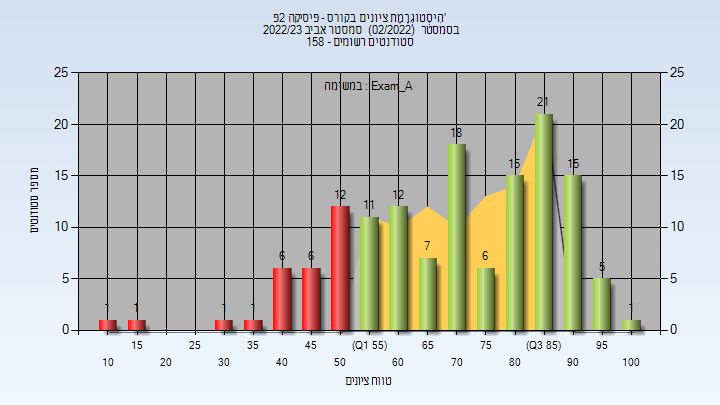 'היסטוגרמת ציונים בקורס - פיסיקה 2פ
בסמסטר (02/2022) סמסטר אביב 2022/23
סטודנטים רשומים - 158
במשימה : Exam_A
מספר סטודנטים
25 25
20 20
15 15
10 10
5 5
0 0
1 1 1 1 6 6 12 11 12 7 18 6 15 21 15 5 1
15 25 35 45 (Q1 55) 65 75 (Q3 85) 95
10 20 30 40 50 60 70 80 90 100
טווח ציונים